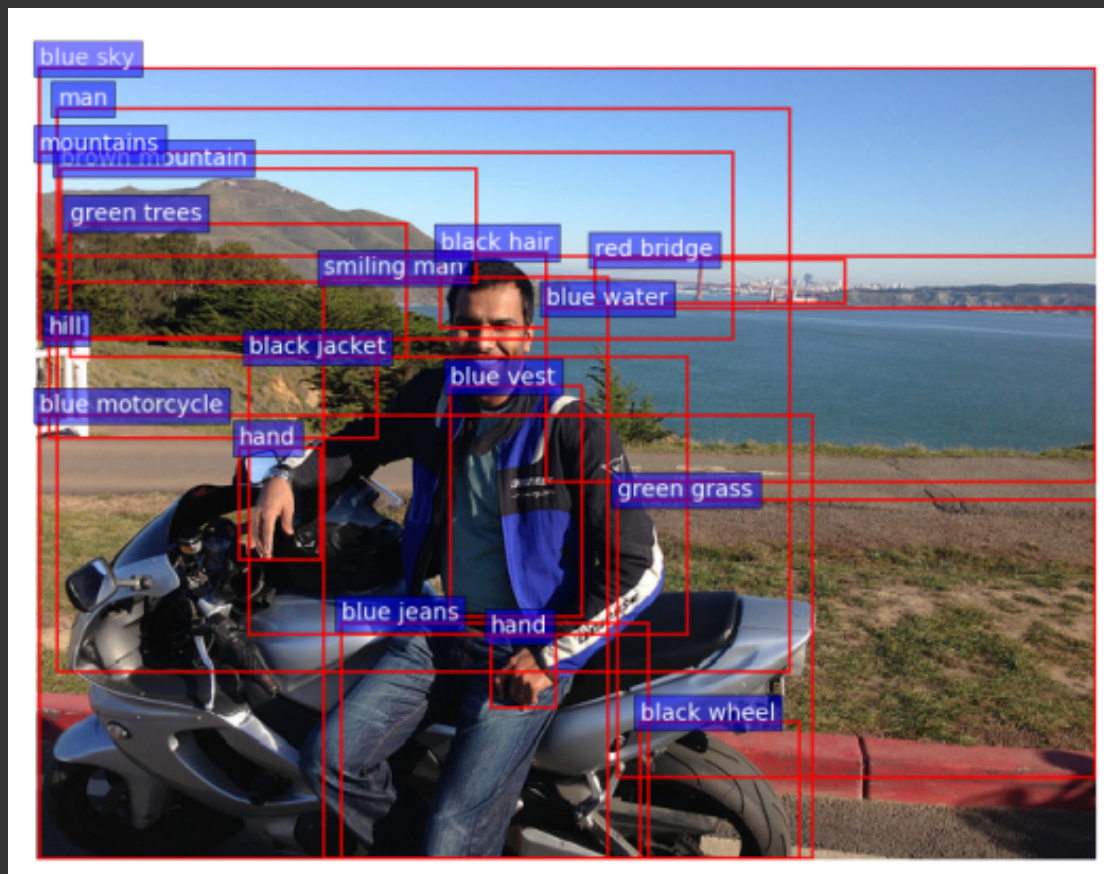 blue sky
man
mountains
brown mountain
green trees
black hair
red bridge
smiling man
blue water
hill]
black jacket
blue vest
blue motorcycle
hand
green grass
blue jeans
hand
black wheel